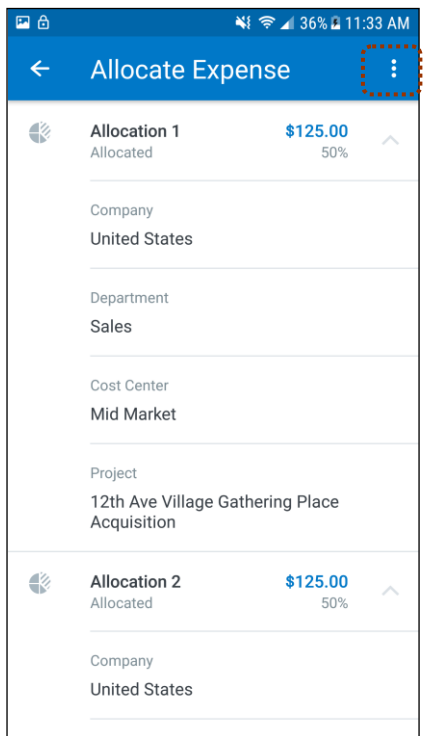 36% 11:33 AM
Allocate Expense
Allocation 1 $125.00
Allocated 50%
Company
United States
Department
Sales
Cost Center
Mid Market
Project
12th Ave Village Gathering Place
Acquisition
Allocation 2 $125.00
Allocated 50%
Company
United States